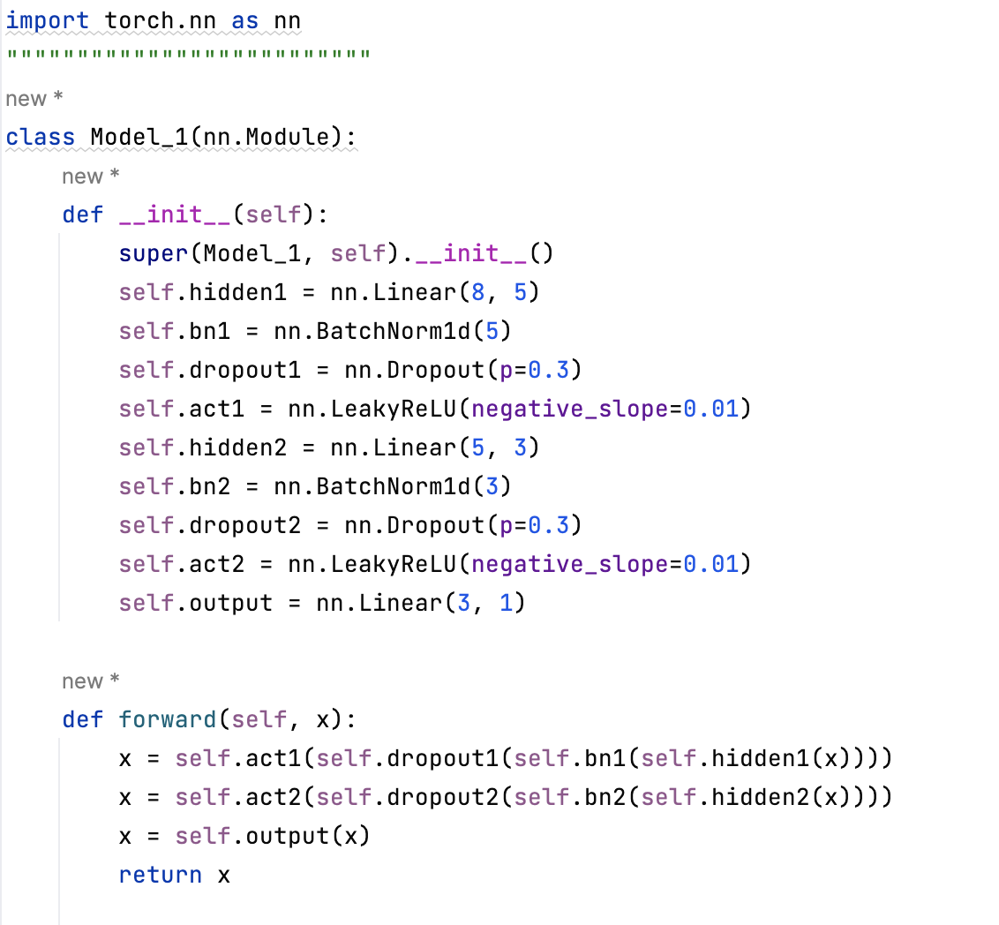 import torch.nn as nn
""""""""""""""""""""""""""
new *
class Model_1(nn.Module):
new *
def __init__(self):
super(Model_1, self).__init__()
self.hidden1 = nn.Linear(8, 5)
self.bn1 = nn.BatchNorm1d(5)
self.dropout1 = nn.Dropout(p=0.3)
self.act1 = nn.LeakyReLU(negative_slope=0.01)
self.hidden2 = nn.Linear(5, 3)
self.bn2 = nn.BatchNorm1d(3)
self.dropout2 = nn.Dropout(p=0.3)
self.act2 = nn.LeakyReLU(negative_slope=0.01)
self.output = nn.Linear(3, 1)
new *
def forward(self, x):
x = self.act1(self.dropout1(self.bn1(self.hidden1(x))))
x = self.act2(self.dropout2(self.bn2(self.hidden2(x))))
x = self.output(x)
return x